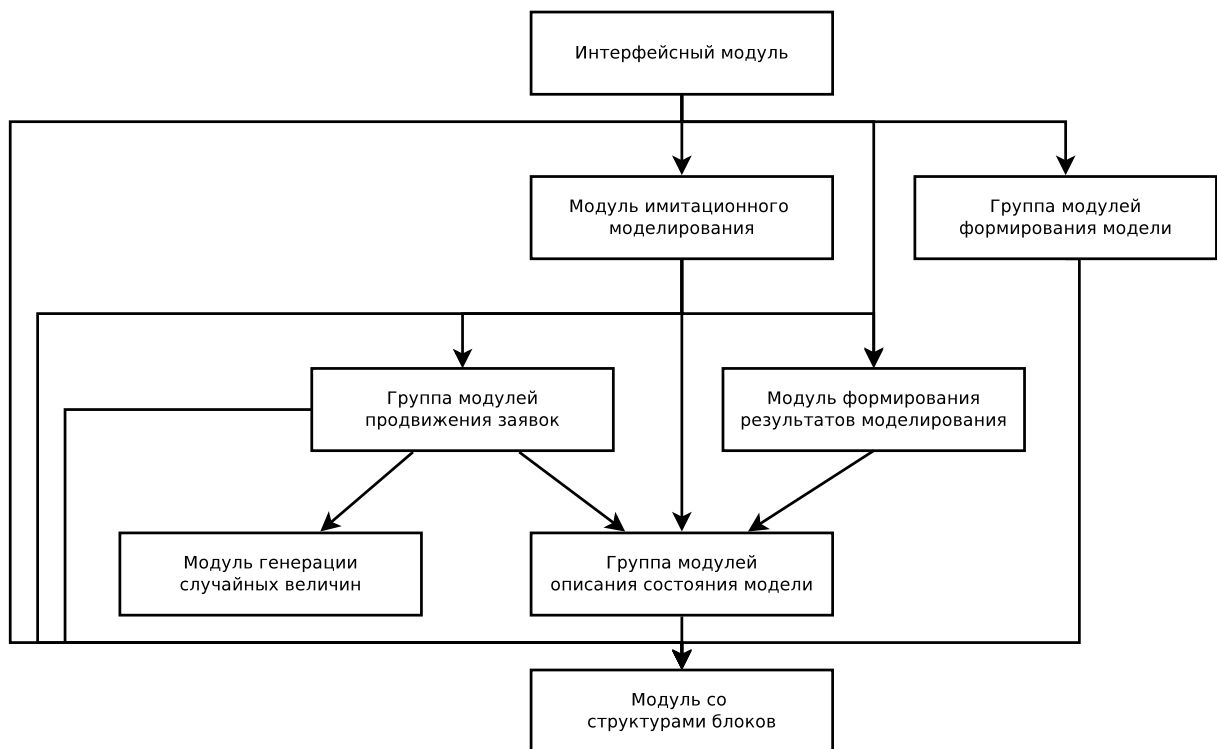 Интерфейсный модуль
Модуль имитационного
моделирования
Группа модулей
формирования модели
Группа модулей
продвижения заявок
Модуль формирования
результатов моделирования
Модуль генерации
случайных величин
Группа модулей
описания состояния модели
Модуль со
структурами блоков